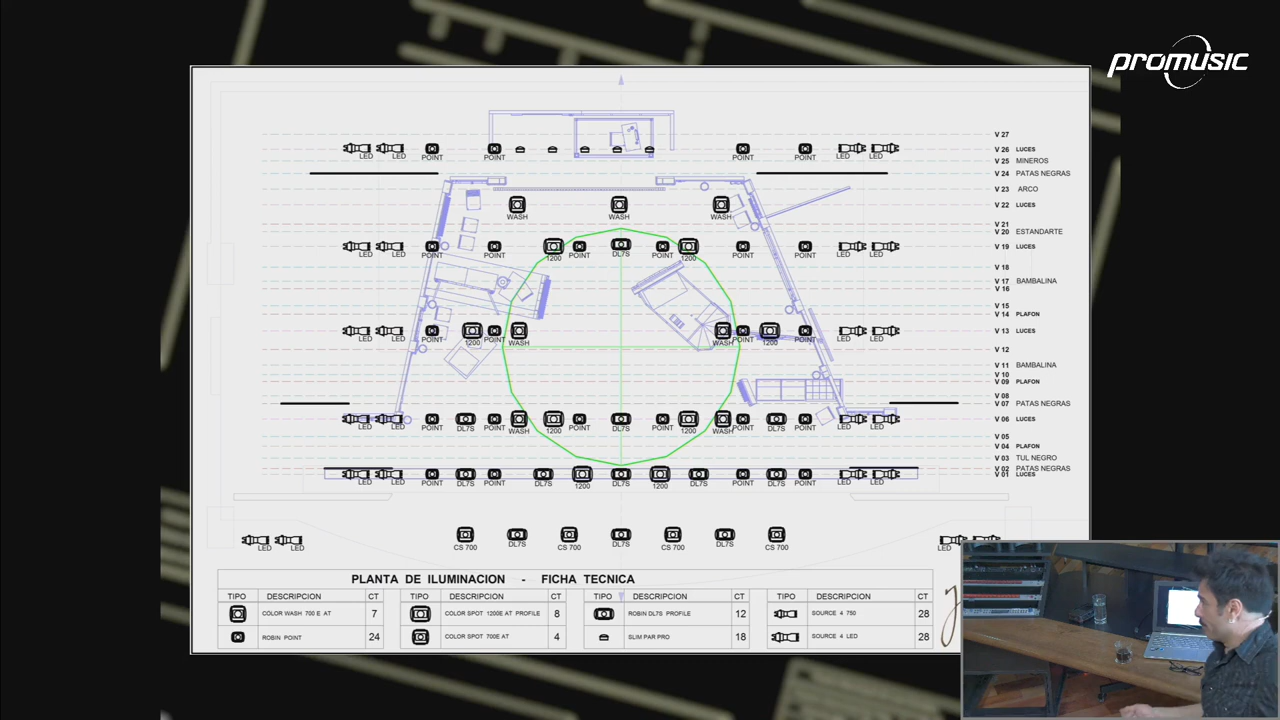 promusic
V 27
LED LED POINT POINT POINT POINT LED LED V 26 LUCES
V 25 MINEROS
V 24 PATAS NEGRAS
V 23 ARCO
WASH WASH WASH V 22 LUCES
V 21
V 20 ESTANDARTE
LED LED POINT POINT 1200 POINT DL7S POINT 1200 POINT POINT LED LED V 19 LUCES
V 18
V 17 BAMBALINA
V 16
V 15
V 14 PLAFON
LED LED POINT 1200 POINT WASH WASH POINT 1200 POINT LED LED V 13 LUCES
V 12
V 11 BAMBALINA
V 10
V 09 PLAFON
V 08
V 07 PATAS NEGRAS
LED LED POINT DL7S POINT WASH 1200 POINT DL7S POINT 1200 WASH POINT DL7S POINT LED LED V 06 LUCES
V 05
V 04 PLAFON
V 03 TUL NEGRO
V 02 PATAS NEGRAS
LED LED POINT DL7S POINT DL7S 1200 DL7S 1200 DL7S POINT DL7S POINT LED LED V 01 LUCES
LED LED CS 700 DL7S CS 700 DL7S CS 700 DL7S CS 700 LED
PLANTA DE ILUMINACION - FICHA TECNICA
TIPO DESCRIPCION CT TIPO DESCRIPCION CT TIPO DESCRIPCION CT TIPO DESCRIPCION CT
COLOR WASH 700 E AT 7 COLOR SPOT 1200E AT PROFILE 8 ROBIN DL7S PROFILE 12 SOURCE 4 750 28
ROBIN POINT 24 COLOR SPOT 700E AT 4 SLIM PAR PRO 18 SOURCE 4 LED 28